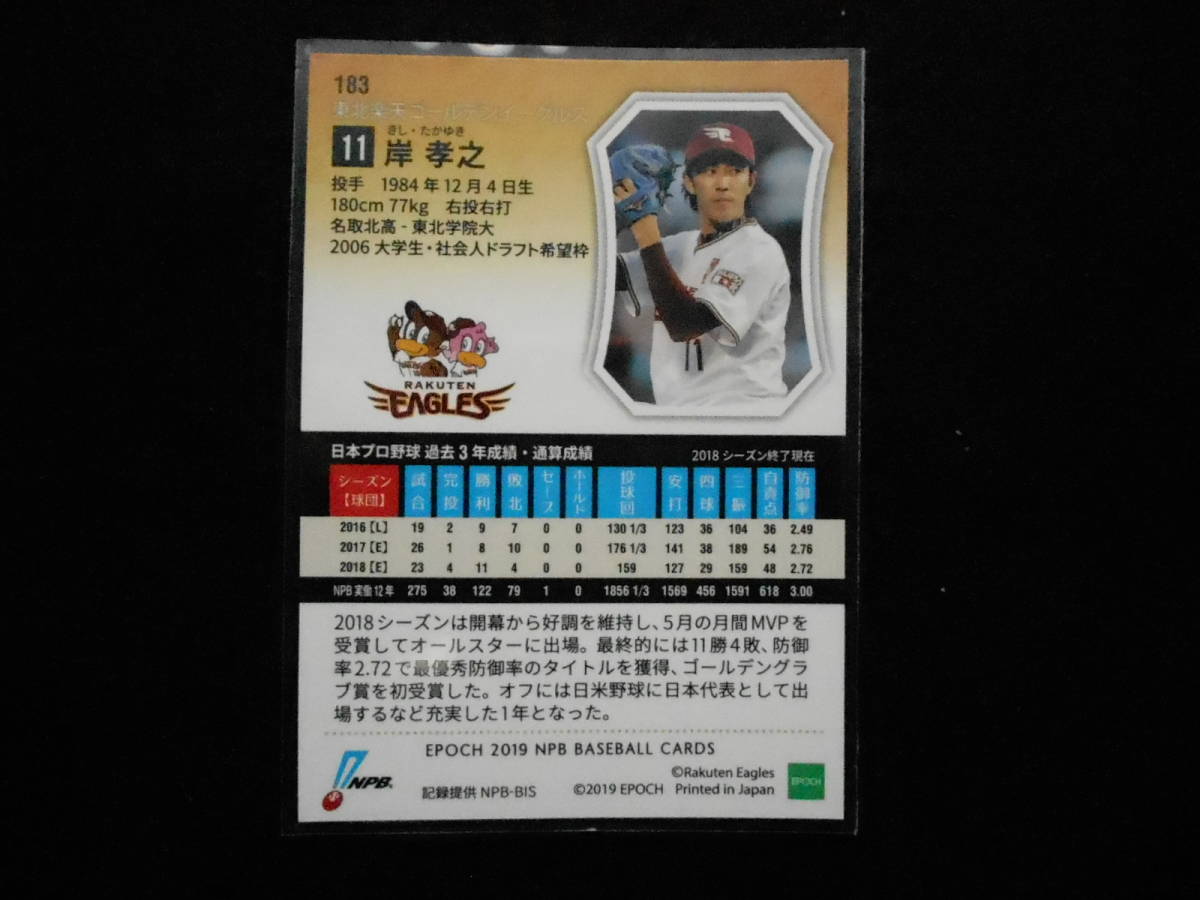 183
東北楽天ゴールデンイーグルス
きし・たかゆき
11 岸 孝之
投手 1984年12月4日生
180cm 77kg 右投右打
名取北高 - 東北学院大
2006 大学生・社会人ドラフト希望枠
RAKUTEN
EAGLES
11
日本プロ野球 過去3年成績・通算成績 2018 シーズン終了現在
シーズン【球団】 試合 完投 勝利 敗北 セーブ ホールド 投球回 安打 四球 三振 自責点 防御率
2016【L】 19 2 9 7 0 0 130 1/3 123 36 104 36 2.49
2017【E】 26 1 8 10 0 0 176 1/3 141 38 189 54 2.76
2018【E】 23 4 11 4 0 0 159 127 29 159 48 2.72
NPB 実働12年 275 38 122 79 1 0 1856 1/3 1569 456 1591 618 3.00
2018シーズンは開幕から好調を維持し、5月の月間MVPを
受賞してオールスターに出場。最終的には11勝4敗、防御
率2.72で最優秀防御率のタイトルを獲得、ゴールデングラ
ブ賞を初受賞した。オフには日米野球に日本代表として出
場するなど充実した1年となった。
EPOCH 2019 NPB BASEBALL CARDS
NPB
記録提供 NPB-BIS
©Rakuten Eagles
©2019 EPOCH Printed in Japan
EPOCH